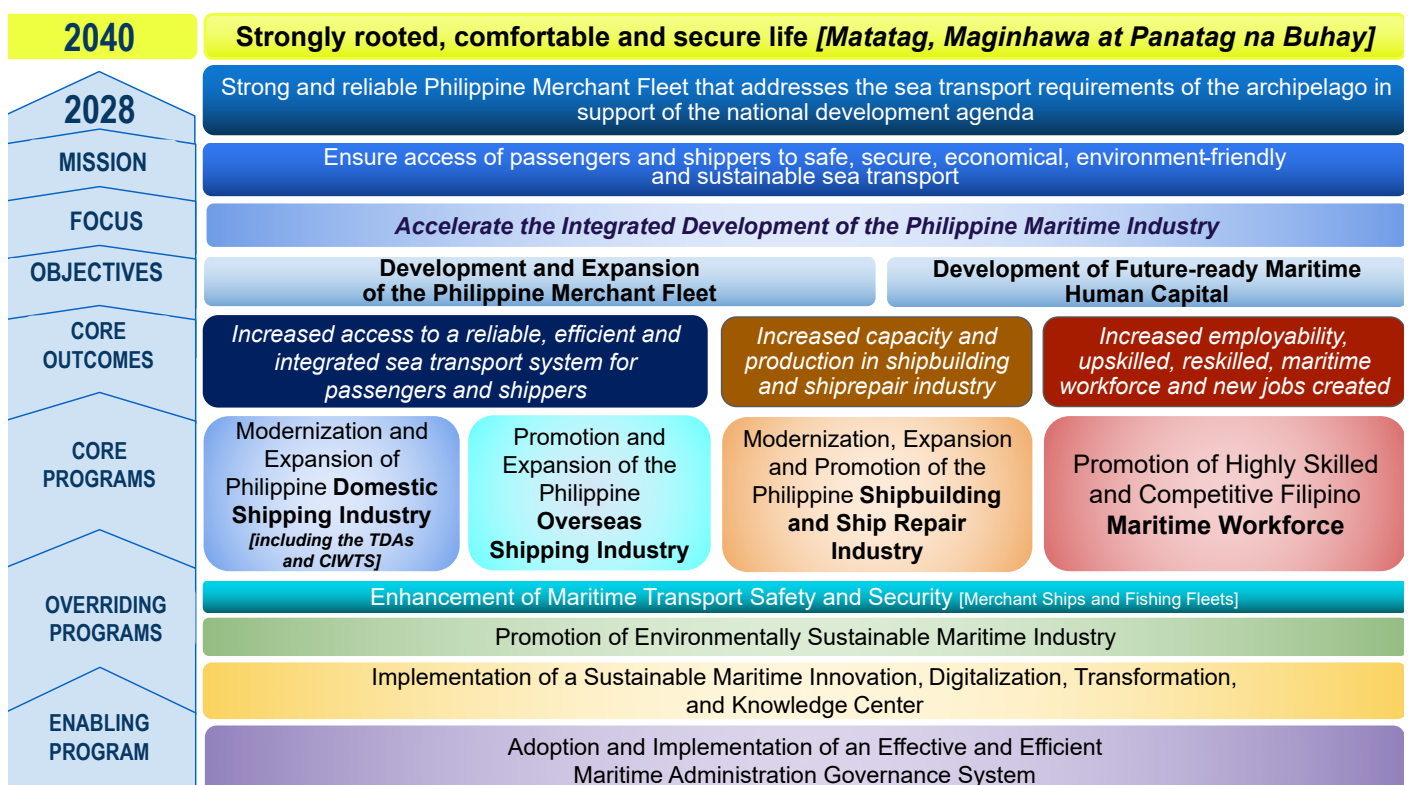 2040
Strongly rooted, comfortable and secure life [Matatag, Maginhawa at Panatag na Buhay]
2028
Strong and reliable Philippine Merchant Fleet that addresses the sea transport requirements of the archipelago in
support of the national development agenda
MISSION
Ensure access of passengers and shippers to safe, secure, economical, environment-friendly
and sustainable sea transport
FOCUS
Accelerate the Integrated Development of the Philippine Maritime Industry
OBJECTIVES
Development and Expansion
of the Philippine Merchant Fleet
Development of Future-ready Maritime
Human Capital
CORE
OUTCOMES
Increased access to a reliable, efficient and
integrated sea transport system for
passengers and shippers
Increased capacity and
production in shipbuilding
and shiprepair industry
Increased employability,
upskilled, reskilled, maritime
workforce and new jobs created
CORE
PROGRAMS
Modernization and
Expansion of
Philippine Domestic
Shipping Industry
[including the TDAs
and CIWTS]
Promotion and
Expansion of the
Philippine
Overseas
Shipping Industry
Modernization, Expansion
and Promotion of the
Philippine Shipbuilding
and Ship Repair
Industry
Promotion of Highly Skilled
and Competitive Filipino
Maritime Workforce
OVERRIDING
PROGRAMS
Enhancement of Maritime Transport Safety and Security [Merchant Ships and Fishing Fleets]
Promotion of Environmentally Sustainable Maritime Industry
ENABLING
PROGRAM
Implementation of a Sustainable Maritime Innovation, Digitalization, Transformation,
and Knowledge Center
Adoption and Implementation of an Effective and Efficient
Maritime Administration Governance System